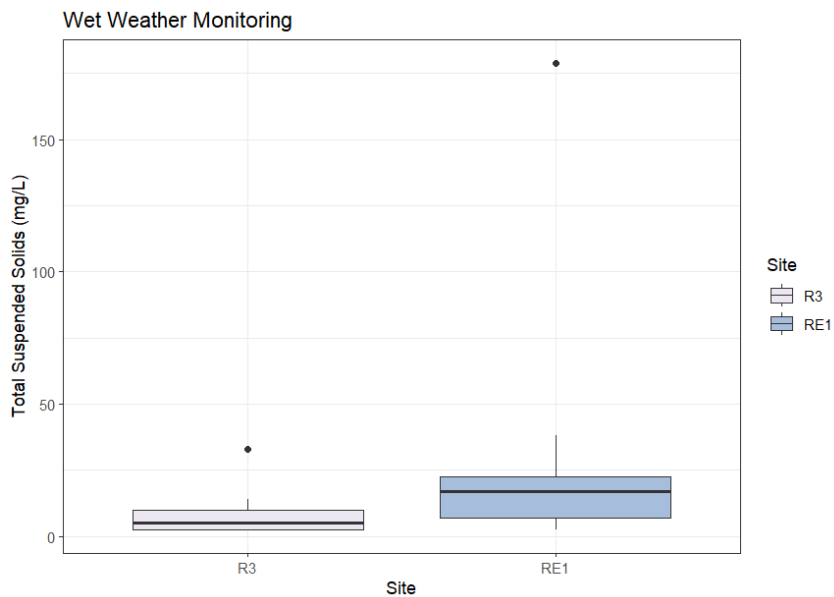 Wet Weather Monitoring
Total Suspended Solids (mg/L)
150
100
50
0
R3
RE1
Site
Site
R3
RE1